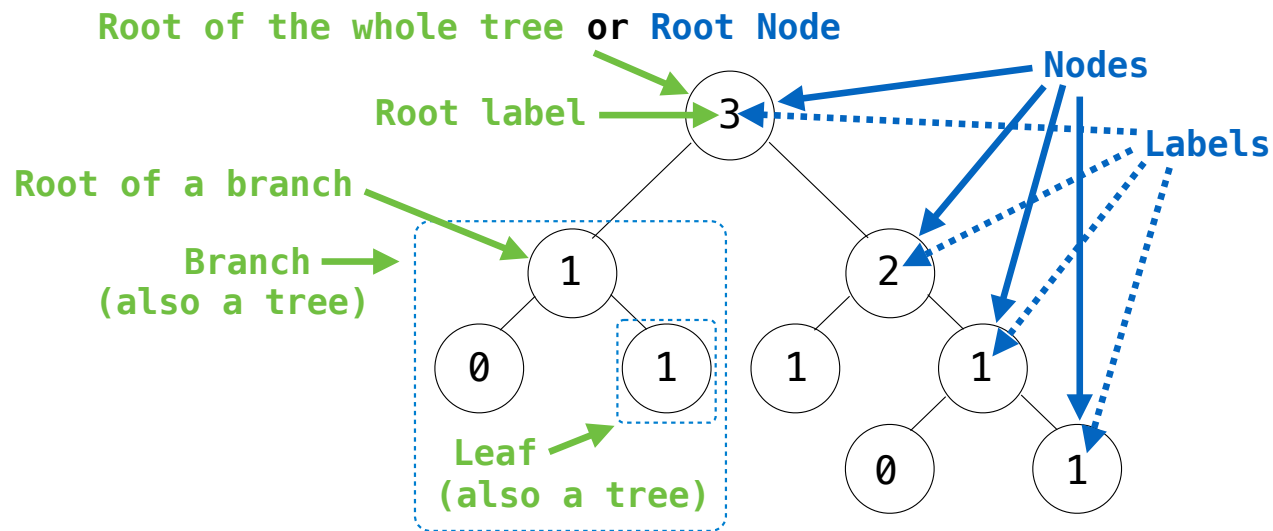 Root of the whole tree or Root Node
Nodes
Root label
3
Labels
Root of a branch
Branch
(also a tree)
1
2
0
1
1
1
Leaf
(also a tree)
0
1